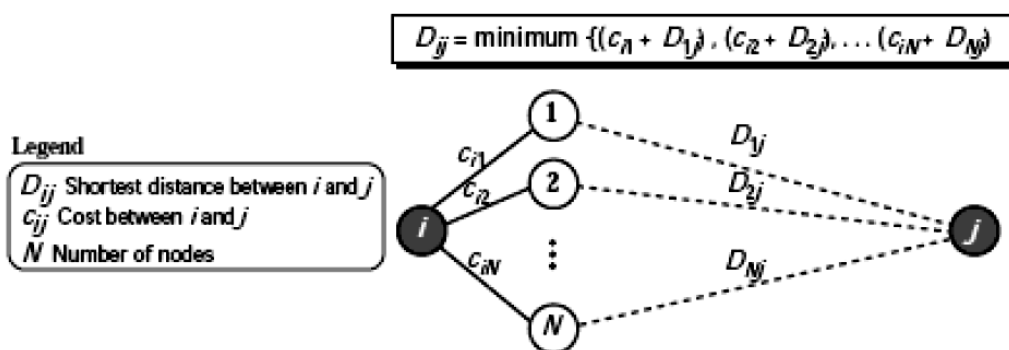 D_ij = minimum {(c_i1 + D_1j), (c_i2 + D_2j), . . . (c_iN + D_Nj)
Legend
D_ij Shortest distance between i and j
c_ij Cost between i and j
N Number of nodes
1
c_i1
D_1j
2
c_i2
D_2j
i
j
c_iN
D_Nj
N